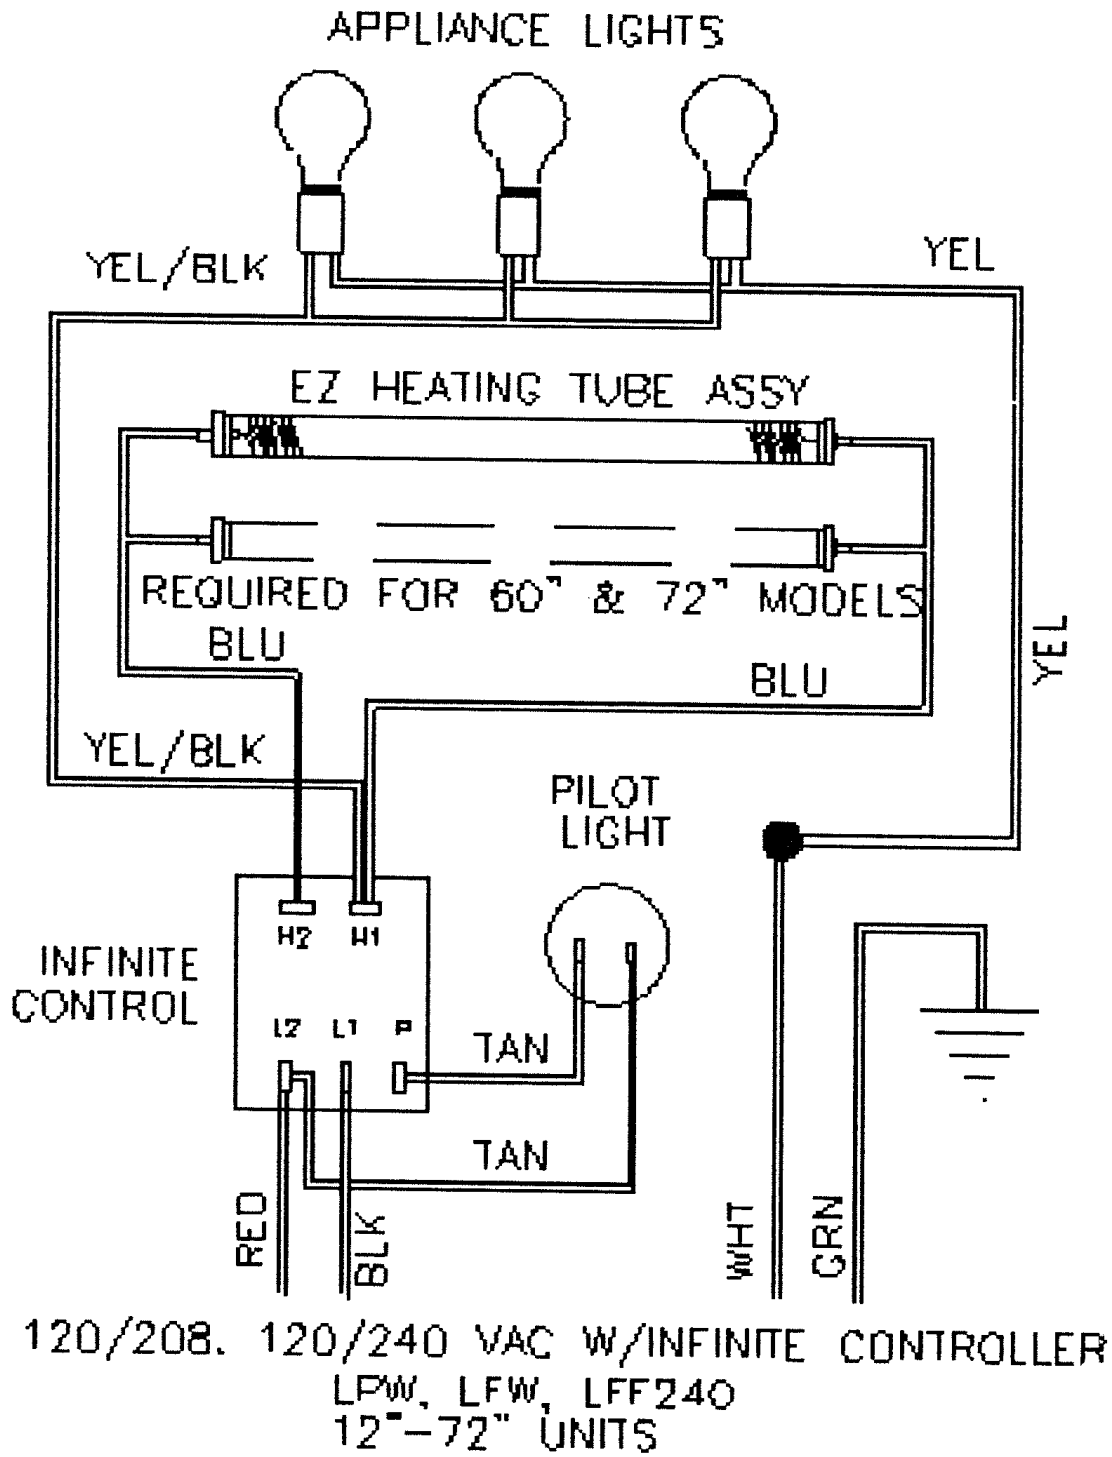 APPLIANCE LIGHTS
YEL/BLK
YEL
EZ HEATING TUBE ASSY
REQUIRED FOR 60" & 72" MODELS
BLU
BLU
YEL
YEL/BLK
PILOT
LIGHT
H2 H1
INFINITE
CONTROL
L2 L1 P
TAN
TAN
RED
BLK
WHT
GRN
120/208. 120/240 VAC W/INFINITE CONTROLLER
LPW, LFW, LFF240
12"-72" UNITS